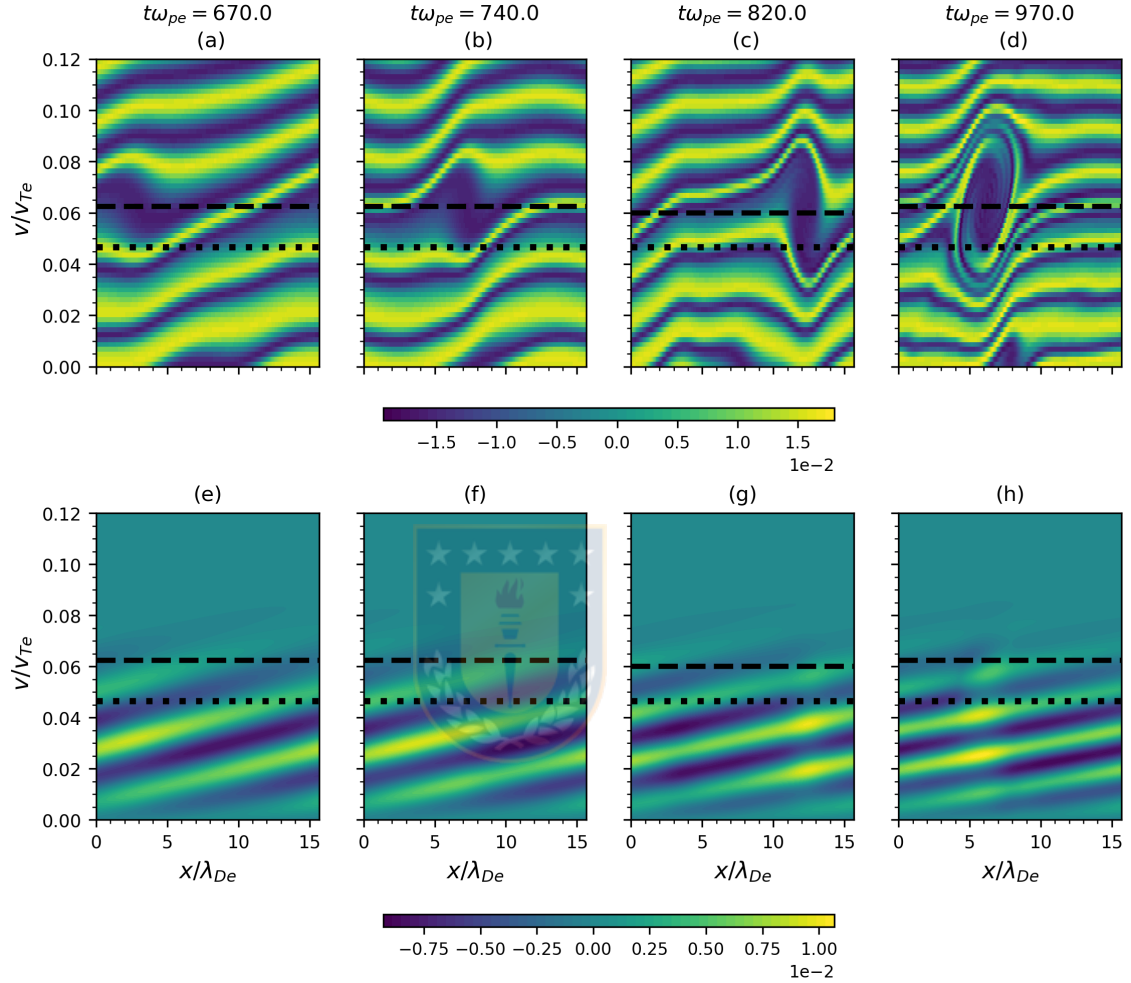 tω_pe = 670.0 tω_pe = 740.0 tω_pe = 820.0 tω_pe = 970.0
(a) (b) (c) (d)
0.12
0.10
0.08
0.06
0.04
0.02
0.00
v/v_Te
−1.5 −1.0 −0.5 0.0 0.5 1.0 1.5
1e−2
(e) (f) (g) (h)
0.12
0.10
0.08
0.06
0.04
0.02
0.00
v/v_Te
0 5 10 15 0 5 10 15 0 5 10 15 0 5 10 15
x/λ_De x/λ_De x/λ_De x/λ_De
−0.75 −0.50 −0.25 0.00 0.25 0.50 0.75 1.00
1e−2